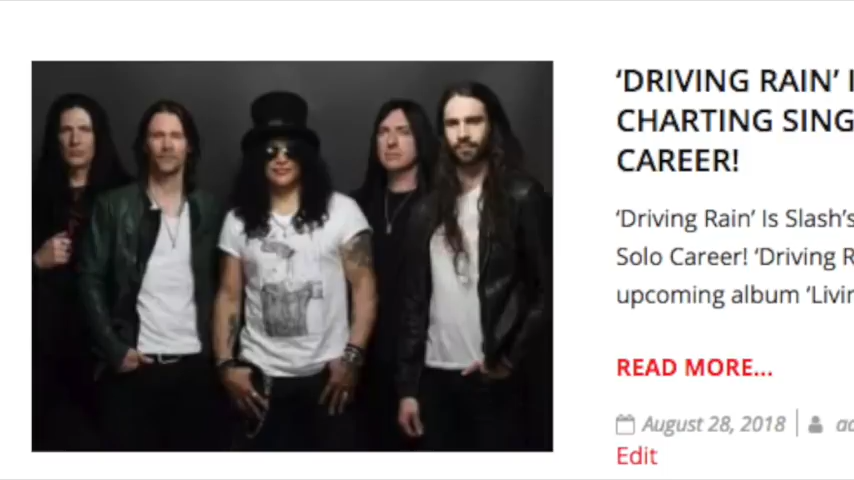 ‘DRIVING RAIN’ I
CHARTING SING
CAREER!
‘Driving Rain’ Is Slash’s
Solo Career! ‘Driving R
upcoming album ‘Livin
READ MORE...
August 28, 2018
Edit